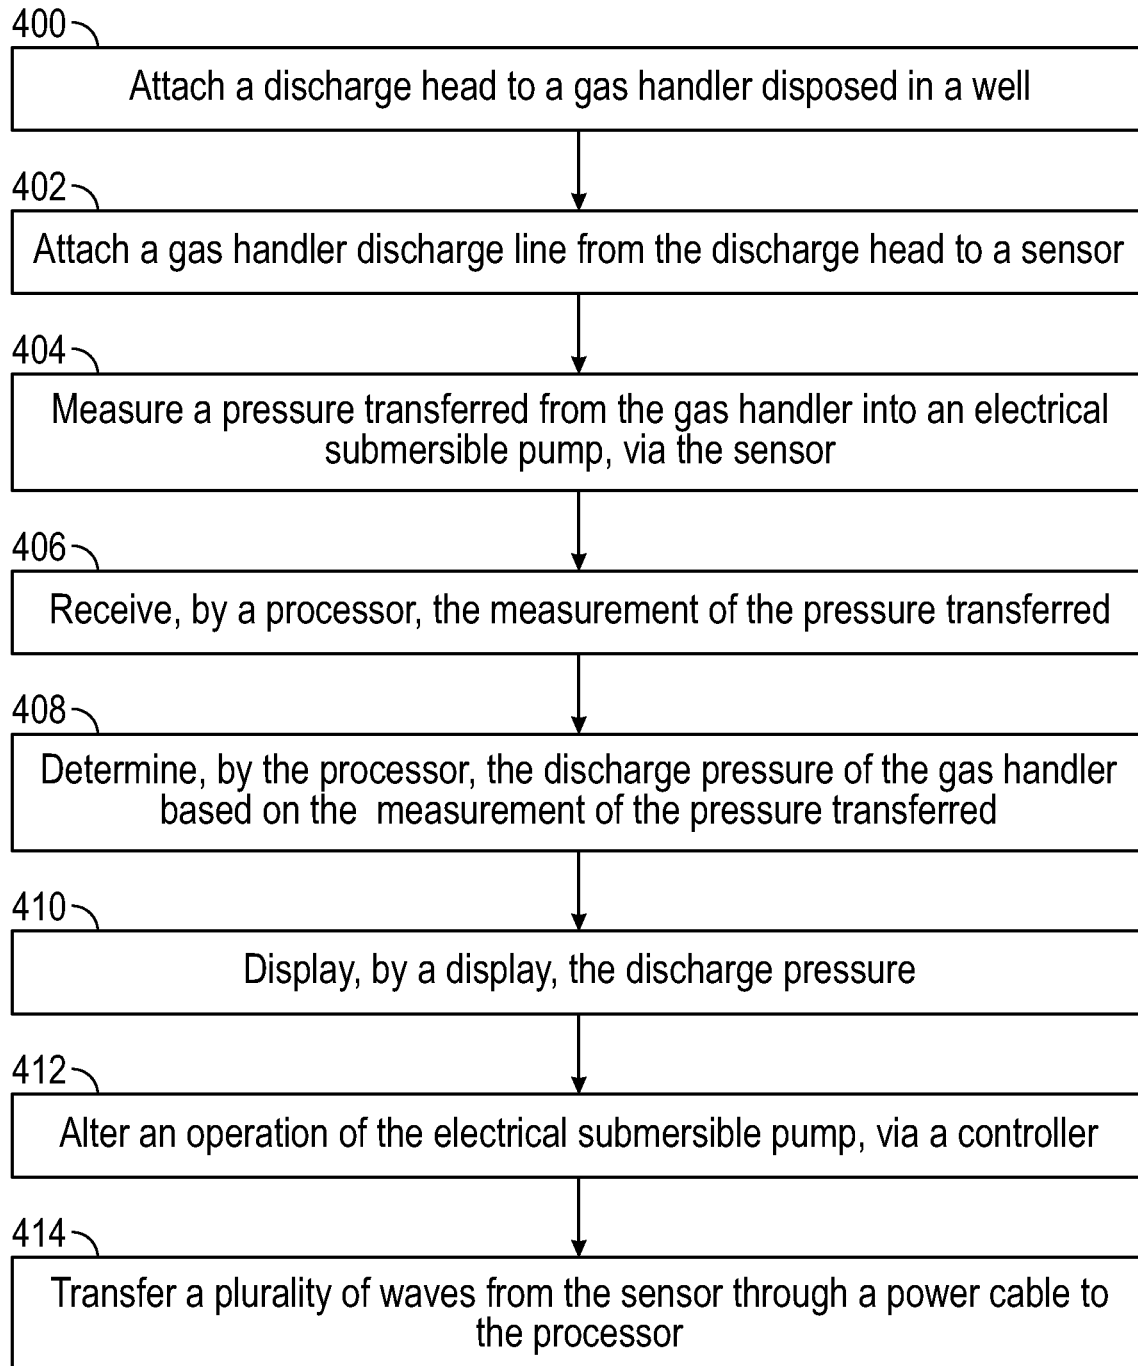 400
Attach a discharge head to a gas handler disposed in a well
402
Attach a gas handler discharge line from the discharge head to a sensor
404
Measure a pressure transferred from the gas handler into an electrical
submersible pump, via the sensor
406
Receive, by a processor, the measurement of the pressure transferred
408
Determine, by the processor, the discharge pressure of the gas handler
based on the  measurement of the pressure transferred
410
Display, by a display, the discharge pressure
412
Alter an operation of the electrical submersible pump, via a controller
414
Transfer a plurality of waves from the sensor through a power cable to
the processor